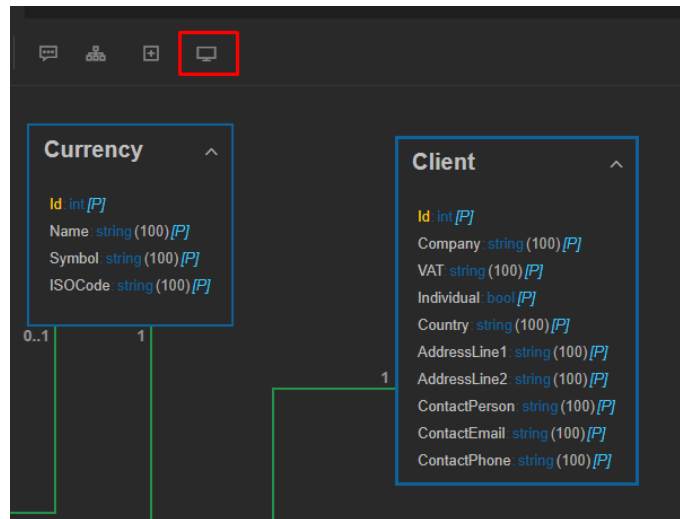 Currency
Id: int [P]
Name: string (100) [P]
Symbol: string (100) [P]
ISOCode: string (100) [P]
0..1
1
Client
Id: int [P]
Company: string (100) [P]
VAT: string (100) [P]
Individual: bool [P]
Country: string (100) [P]
AddressLine1: string (100) [P]
AddressLine2: string (100) [P]
ContactPerson: string (100) [P]
ContactEmail: string (100) [P]
ContactPhone: string (100) [P]
1